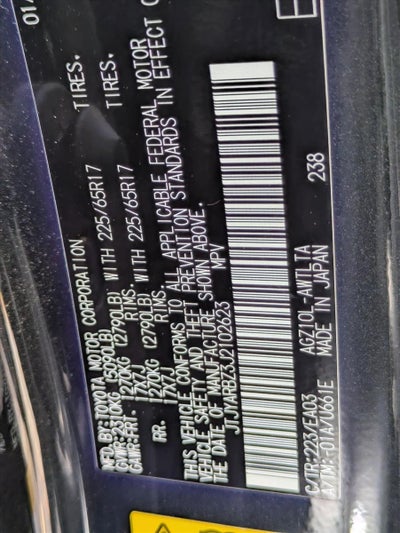 01/
MFD. BY: TOYOTA MOTOR CORPORATION
GVWR: 2310KG (5090LB)
GAWR: FRT. 1270KG (2790LB) WITH 225/65R17 TIRES.
17X7J RIMS.
RR. 1270KG (2790LB) WITH 225/65R17 TIRES.
17X7J RIMS.
THIS VEHICLE CONFORMS TO ALL APPLICABLE FEDERAL MOTOR
VEHICLE SAFETY AND THEFT PREVENTION STANDARDS IN EFFECT O
THE DATE OF MANUFACTURE SHOWN ABOVE.
JTJYARBZ3J2102623 MPV
C/TR: 223/EA03 AGZ10L-AWTLTA
A/TM: -01A/U661E MADE IN JAPAN 238